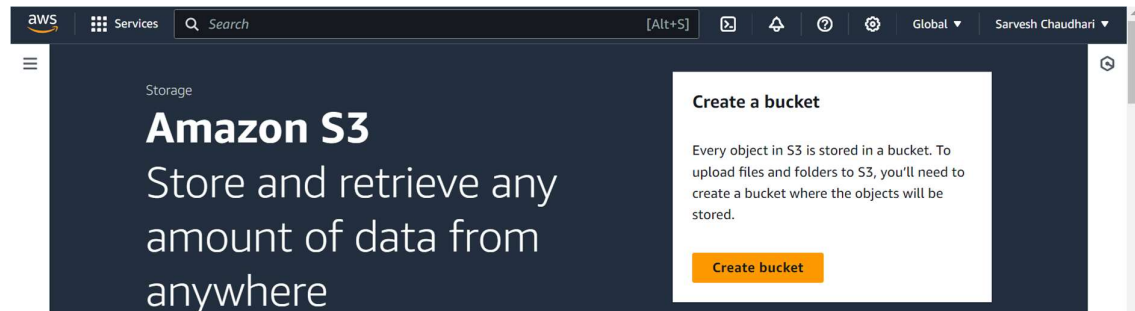 aws Services Search [Alt+S] Global Sarvesh Chaudhari
Storage
Amazon S3
Store and retrieve any
amount of data from
anywhere
Create a bucket
Every object in S3 is stored in a bucket. To
upload files and folders to S3, you'll need to
create a bucket where the objects will be
stored.
Create bucket